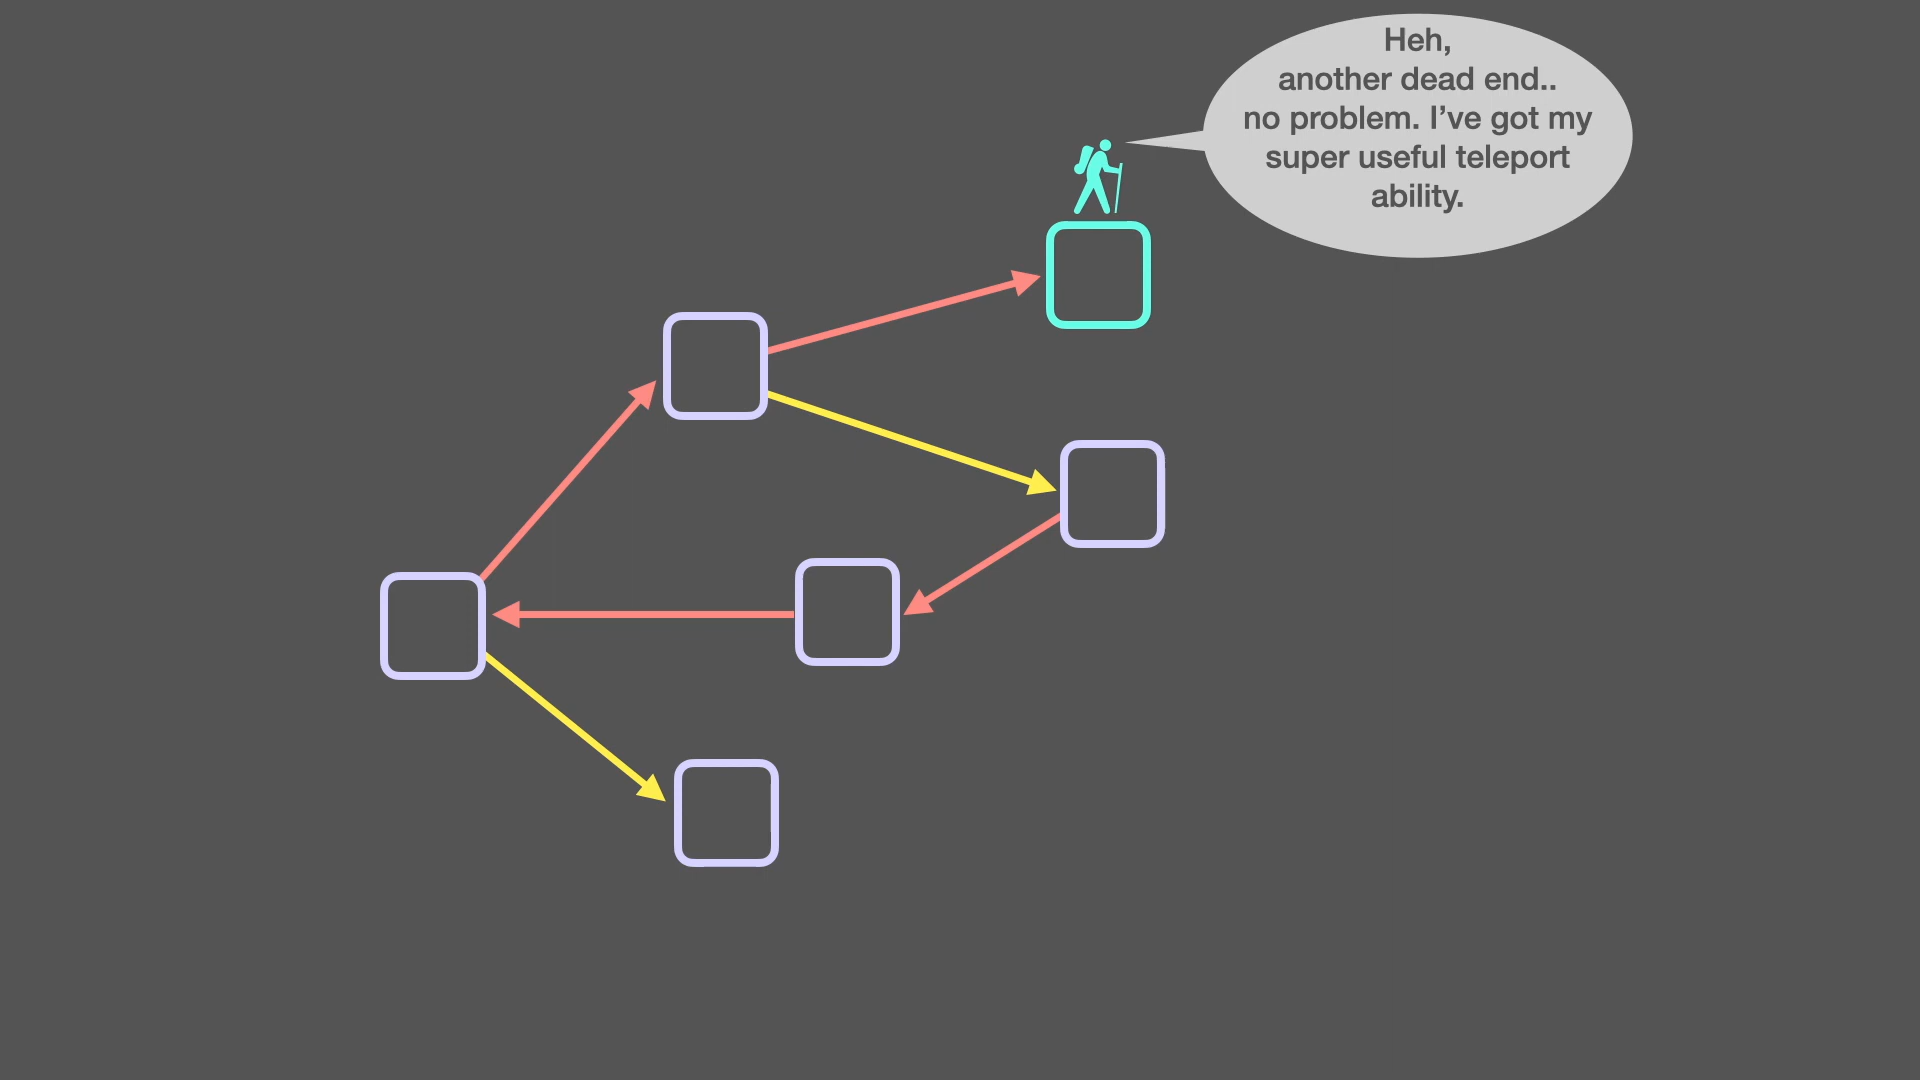 Heh,
another dead end..
no problem. I’ve got my
super useful teleport
ability.